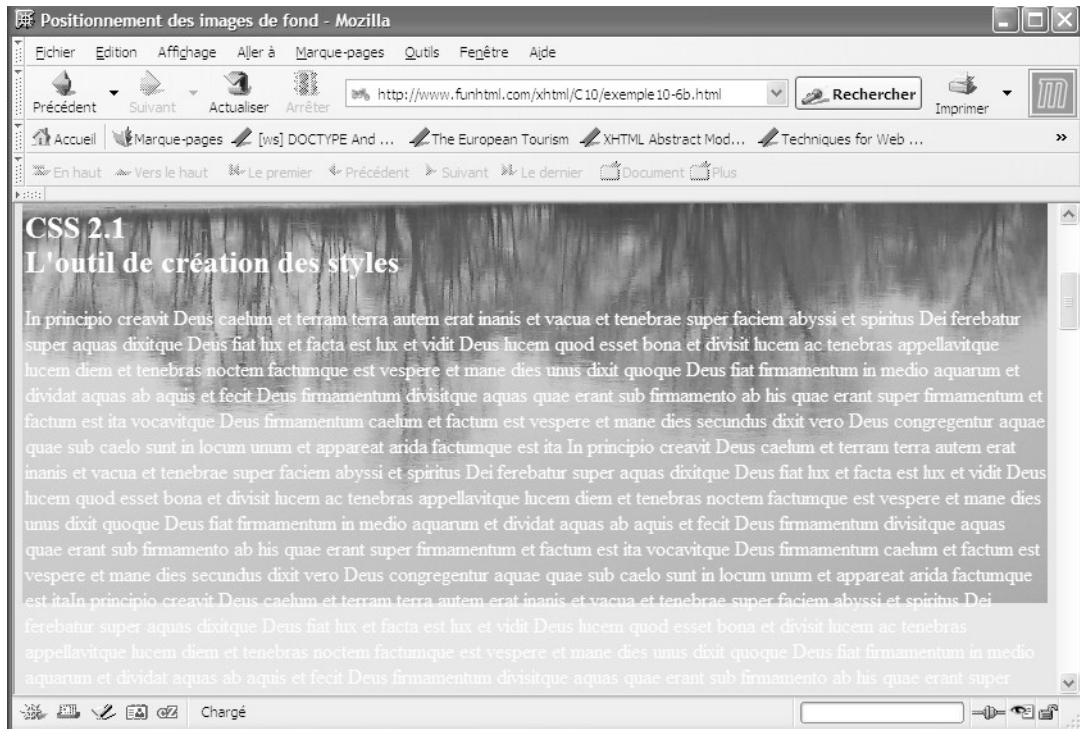 Positionnement des images de fond - Mozilla
Fichier Edition Affichage Aller à Marque-pages Outils Fenêtre Aide
Précédent Suivant Actualiser Arrêter http://www.funhtml.com/xhtml/C10/exemple10-6b.html Rechercher Imprimer
Accueil Marque-pages [ws] DOCTYPE And ... The European Tourism XHTML Abstract Mod... Techniques for Web ... »
En haut Vers le haut Le premier Précédent Suivant Le dernier Document Plus
CSS 2.1
L'outil de création des styles
In principio creavit Deus caelum et terram terra autem erat inanis et vacua et tenebrae super faciem abyssi et spiritus Dei ferebatur
super aquas dixitque Deus fiat lux et facta est lux et vidit Deus lucem quod esset bona et divisit lucem ac tenebras appellavitque
lucem diem et tenebras noctem factumque est vespere et mane dies unus dixit quoque Deus fiat firmamentum in medio aquarum et
dividat aquas ab aquis et fecit Deus firmamentum divisitque aquas quae erant sub firmamento ab his quae erant super firmamentum et
factum est ita vocavitque Deus firmamentum caelum et factum est vespere et mane dies secundus dixit vero Deus congregentur aquae
quae sub caelo sunt in locum unum et appareat arida factumque est ita In principio creavit Deus caelum et terram terra autem erat
inanis et vacua et tenebrae super faciem abyssi et spiritus Dei ferebatur super aquas dixitque Deus fiat lux et facta est lux et vidit Deus
lucem quod esset bona et divisit lucem ac tenebras appellavitque lucem diem et tenebras noctem factumque est vespere et mane dies
unus dixit quoque Deus fiat firmamentum in medio aquarum et dividat aquas ab aquis et fecit Deus firmamentum divisitque aquas
quae erant sub firmamento ab his quae erant super firmamentum et factum est ita vocavitque Deus firmamentum caelum et factum est
vespere et mane dies secundus dixit vero Deus congregentur aquae quae sub caelo sunt in locum unum et appareat arida factumque
est itaIn principio creavit Deus caelum et terram terra autem erat inanis et vacua et tenebrae super faciem abyssi et spiritus Dei
ferebatur super aquas dixitque Deus fiat lux et facta est lux et vidit Deus lucem quod esset bona et divisit lucem ac tenebras
appellavitque lucem diem et tenebras noctem factumque est vespere et mane dies unus dixit quoque Deus fiat firmamentum in medio
aquarum et dividat aquas ab aquis et fecit Deus firmamentum divisitque aquas quae erant sub firmamento ab his quae erant super
Chargé